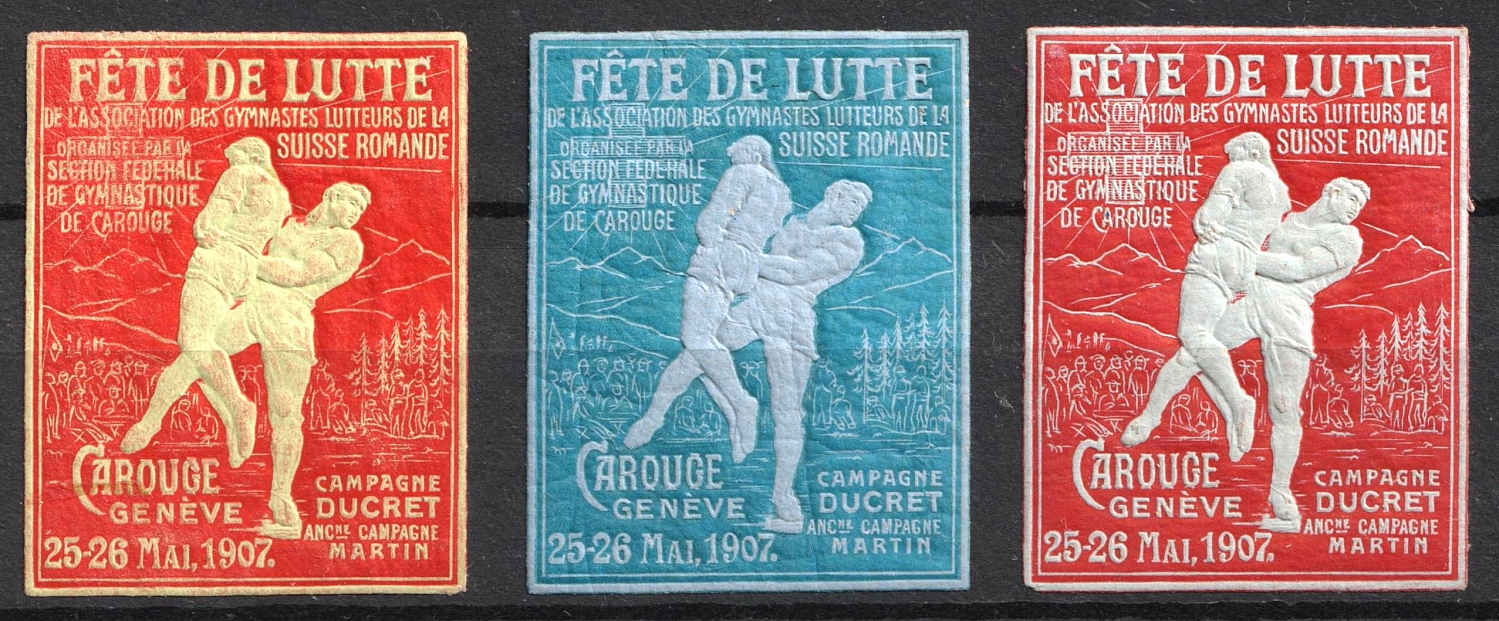 FÊTE DE LUTTE
DE L'ASSOCIATION DES GYMNASTES LUTTEURS DE LA
SUISSE ROMANDE
ORGANISÉE PAR LA
SECTION FEDERALE
DE GYMNASTIQUE
DE CAROUGE
CAROUGE
GENÈVE
25-26 MAI, 1907.
CAMPAGNE
DUCRET
ANCNE CAMPAGNE
MARTIN
FÊTE DE LUTTE
DE L'ASSOCIATION DES GYMNASTES LUTTEURS DE LA
SUISSE ROMANDE
ORGANISÉE PAR LA
SECTION FEDERALE
DE GYMNASTIQUE
DE CAROUGE
CAROUGE
GENÈVE
25-26 MAI, 1907.
CAMPAGNE
DUCRET
ANCNE CAMPAGNE
MARTIN
FÊTE DE LUTTE
DE L'ASSOCIATION DES GYMNASTES LUTTEURS DE LA
SUISSE ROMANDE
ORGANISÉE PAR LA
SECTION FEDERALE
DE GYMNASTIQUE
DE CAROUGE
CAROUGE
GENÈVE
25-26 MAI, 1907.
CAMPAGNE
DUCRET
ANCNE CAMPAGNE
MARTIN